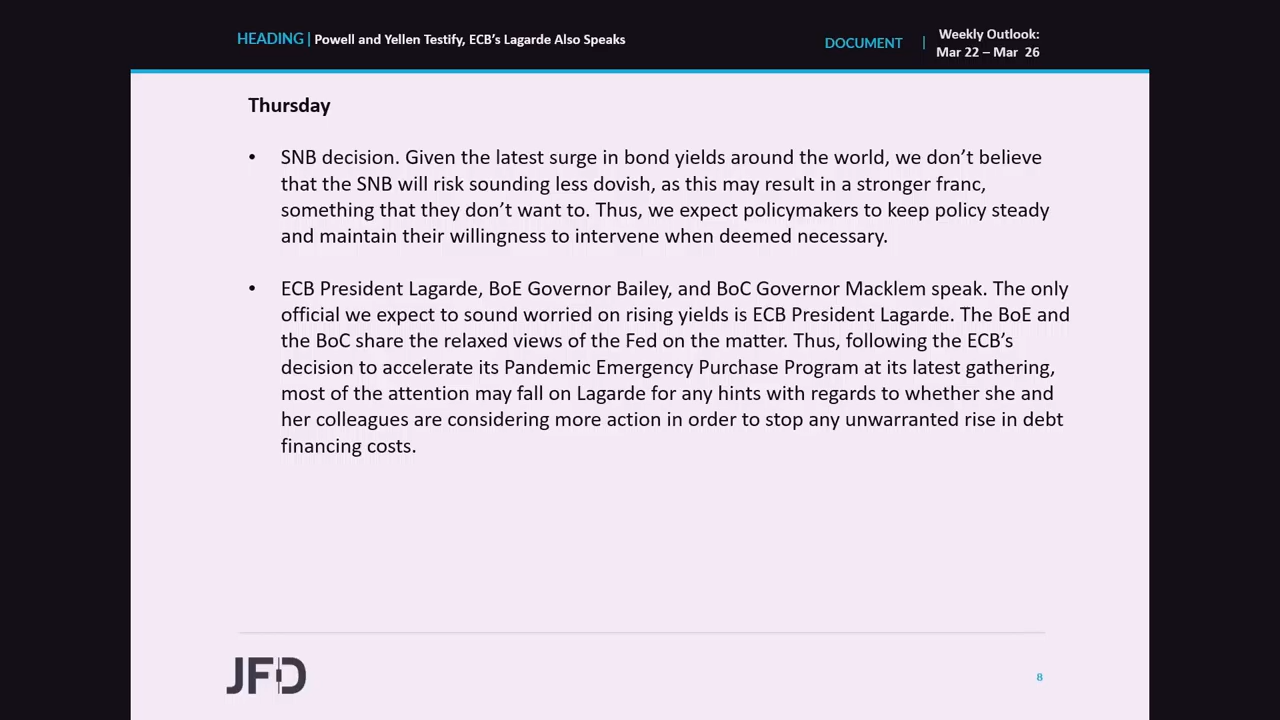 HEADING | Powell and Yellen Testify, ECB's Lagarde Also Speaks
DOCUMENT | Weekly Outlook:
Mar 22 – Mar 26
Thursday
• SNB decision. Given the latest surge in bond yields around the world, we don't believe
that the SNB will risk sounding less dovish, as this may result in a stronger franc,
something that they don't want to. Thus, we expect policymakers to keep policy steady
and maintain their willingness to intervene when deemed necessary.
• ECB President Lagarde, BoE Governor Bailey, and BoC Governor Macklem speak. The only
official we expect to sound worried on rising yields is ECB President Lagarde. The BoE and
the BoC share the relaxed views of the Fed on the matter. Thus, following the ECB's
decision to accelerate its Pandemic Emergency Purchase Program at its latest gathering,
most of the attention may fall on Lagarde for any hints with regards to whether she and
her colleagues are considering more action in order to stop any unwarranted rise in debt
financing costs.
JFD
8